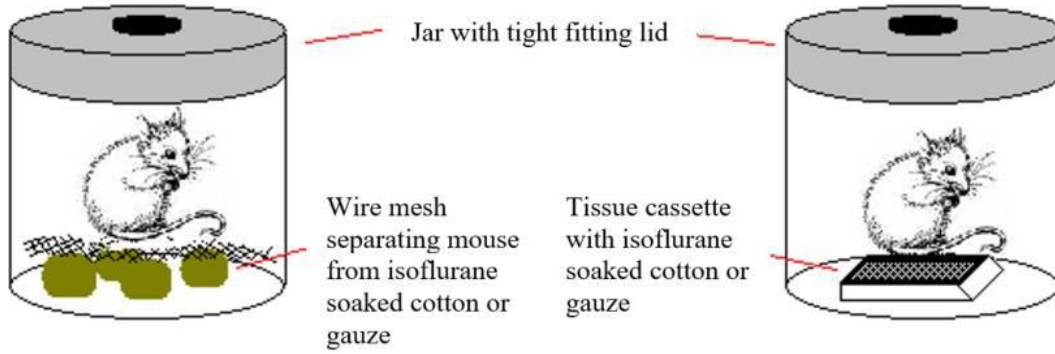 Jar with tight fitting lid
Wire mesh
separating mouse
from isoflurane
soaked cotton or
gauze
Tissue cassette
with isoflurane
soaked cotton or
gauze